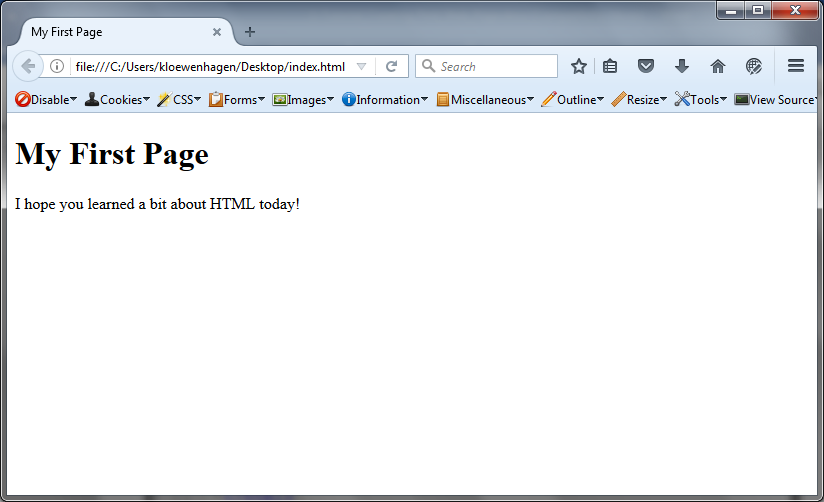 My First Page
file:///C:/Users/kloewenhagen/Desktop/index.html Search
Disable Cookies CSS Forms Images Information Miscellaneous Outline Resize Tools View Source
My First Page
I hope you learned a bit about HTML today!